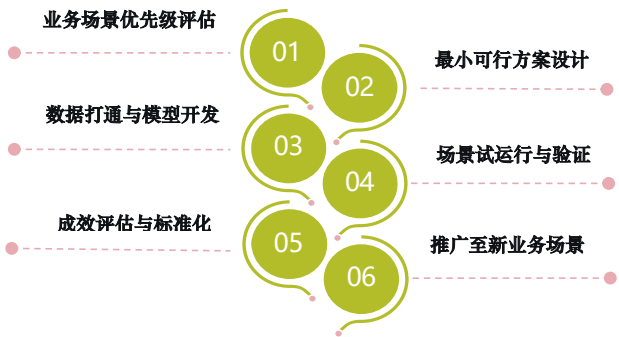 业务场景优先级评估
01
最小可行方案设计
02
数据打通与模型开发
03
场景试运行与验证
04
成效评估与标准化
05
推广至新业务场景
06